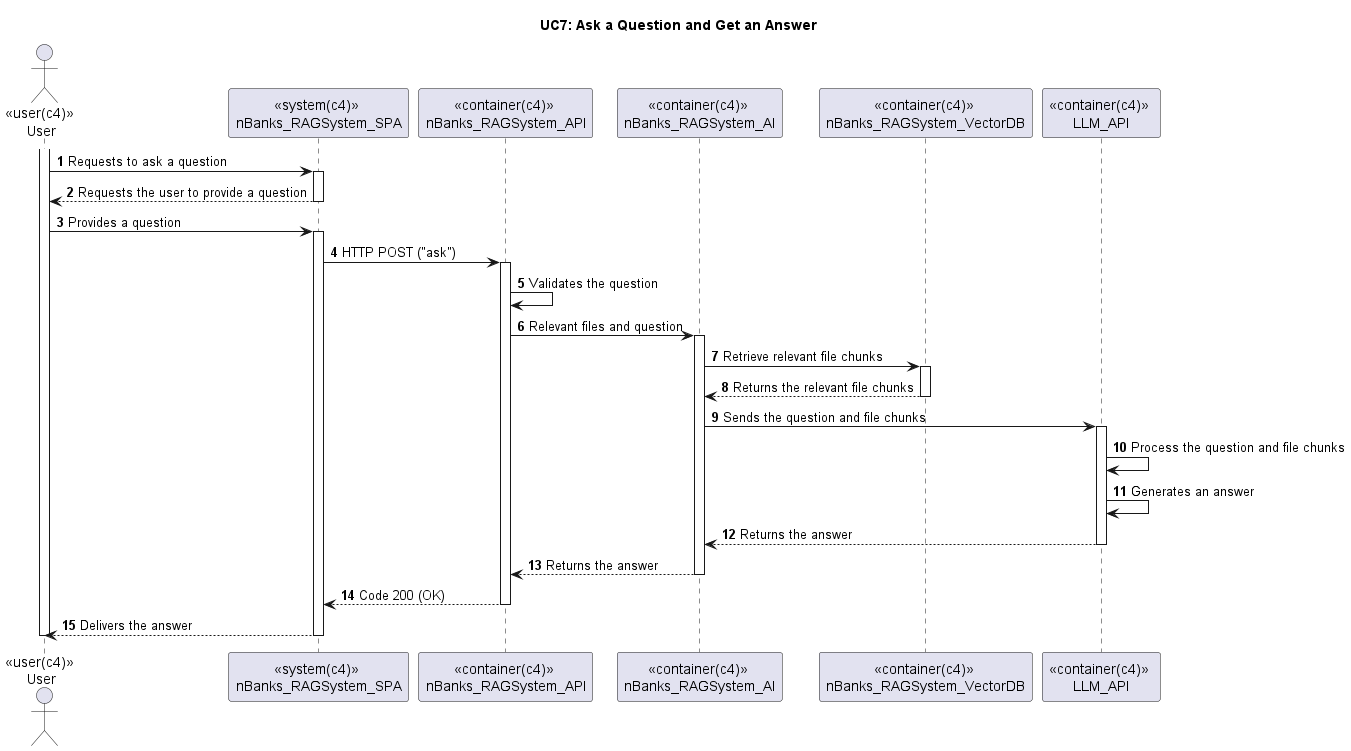 UC7: Ask a Question and Get an Answer
«user(c4)»
User
«system(c4)»
nBanks_RAGSystem_SPA
«container(c4)»
nBanks_RAGSystem_API
«container(c4)»
nBanks_RAGSystem_AI
«container(c4)»
nBanks_RAGSystem_VectorDB
«container(c4)»
LLM_API
1 Requests to ask a question
2 Requests the user to provide a question
3 Provides a question
4 HTTP POST ("ask")
5 Validates the question
6 Relevant files and question
7 Retrieve relevant file chunks
8 Returns the relevant file chunks
9 Sends the question and file chunks
10 Process the question and file chunks
11 Generates an answer
12 Returns the answer
13 Returns the answer
14 Code 200 (OK)
15 Delivers the answer
«user(c4)»
User
«system(c4)»
nBanks_RAGSystem_SPA
«container(c4)»
nBanks_RAGSystem_API
«container(c4)»
nBanks_RAGSystem_AI
«container(c4)»
nBanks_RAGSystem_VectorDB
«container(c4)»
LLM_API